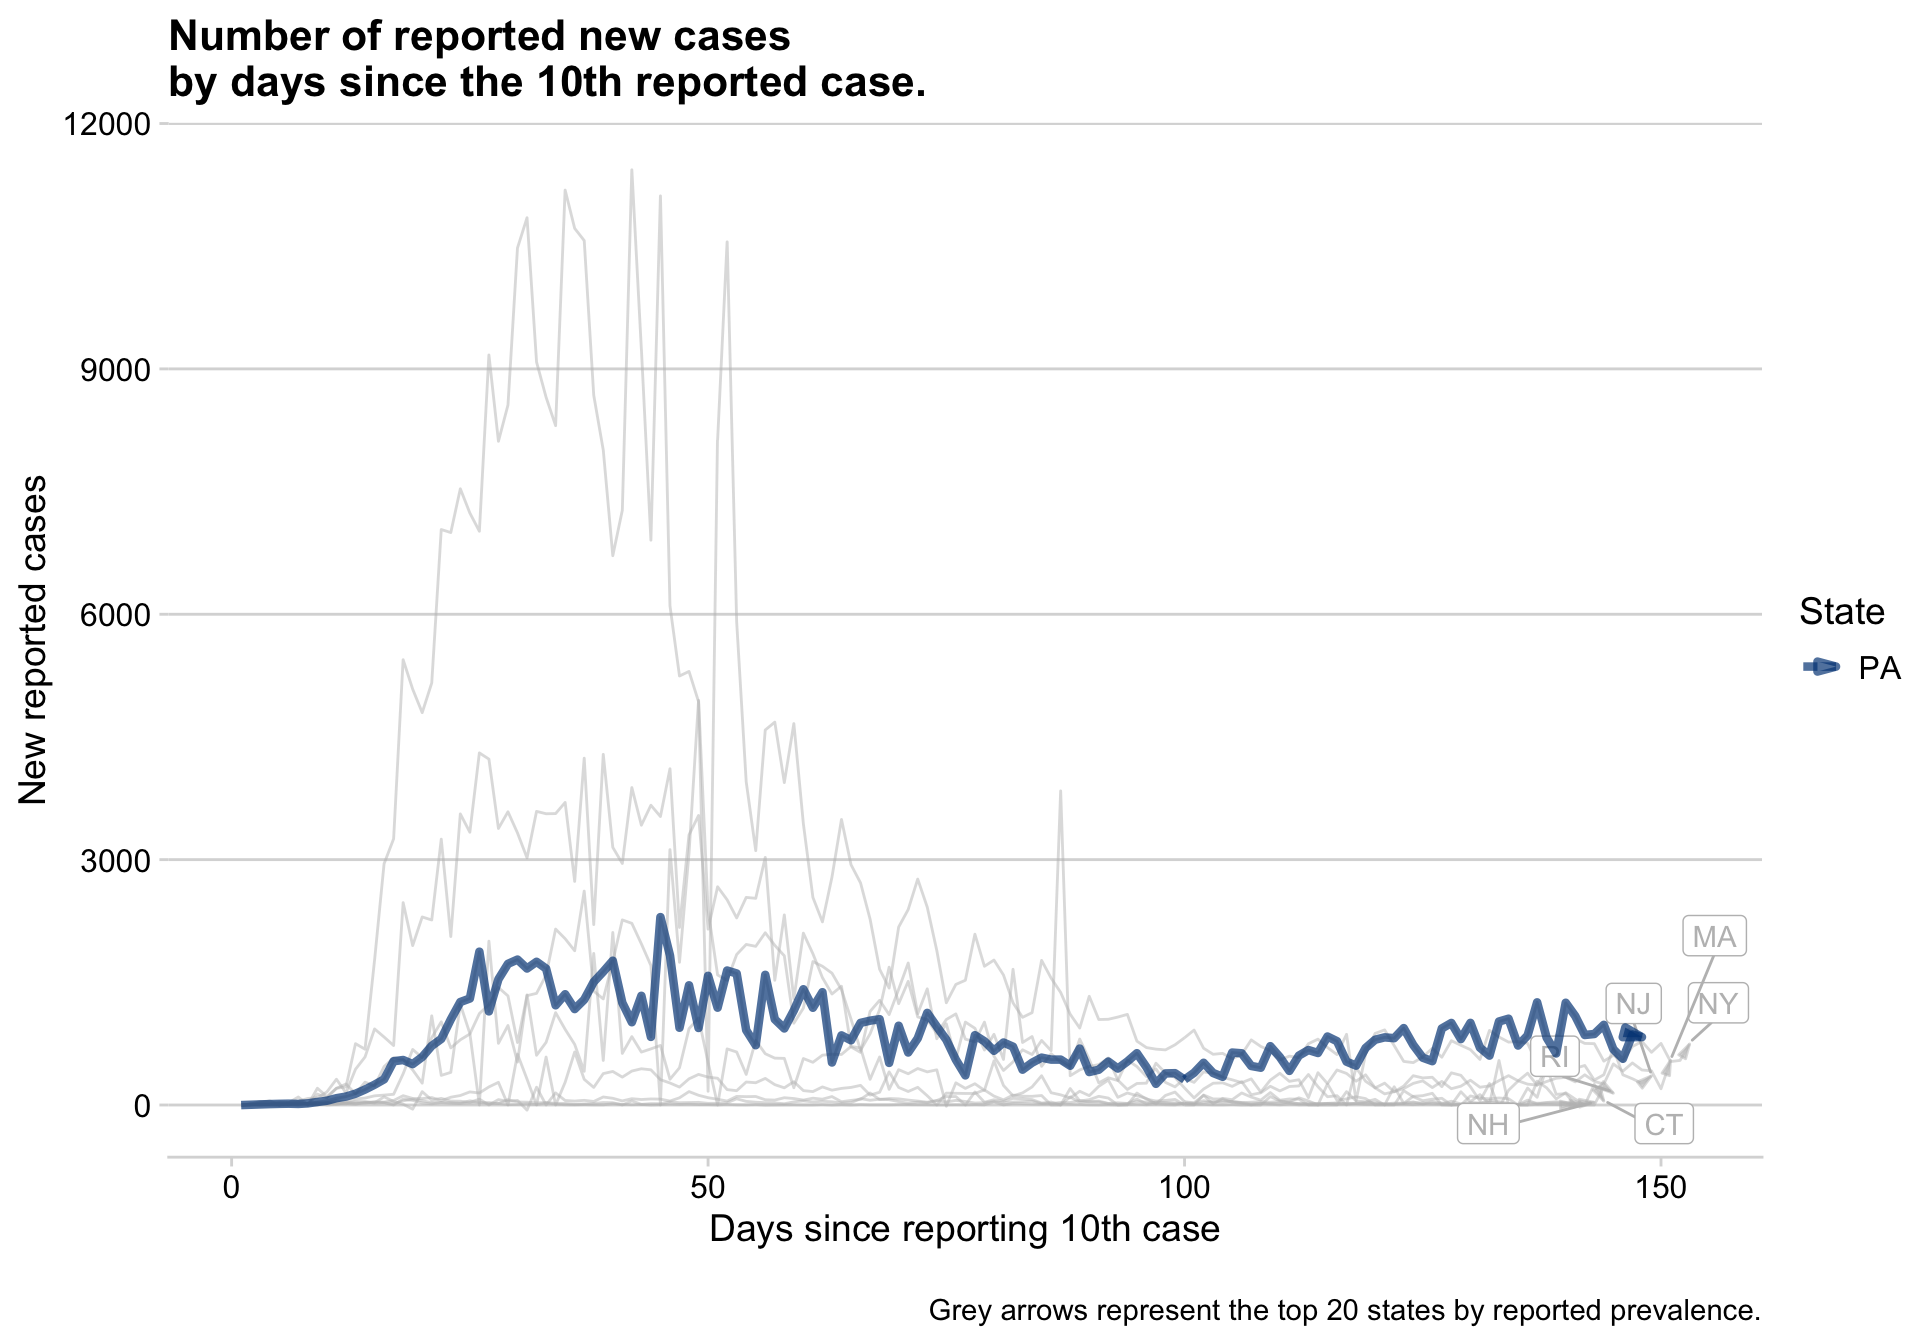 Number of reported new cases
by days since the 10th reported case.
12000
9000
6000
3000
0
New reported cases
MA
NJ
NY
RI
NH
CT
State
PA
0
50
100
150
Days since reporting 10th case
Grey arrows represent the top 20 states by reported prevalence.